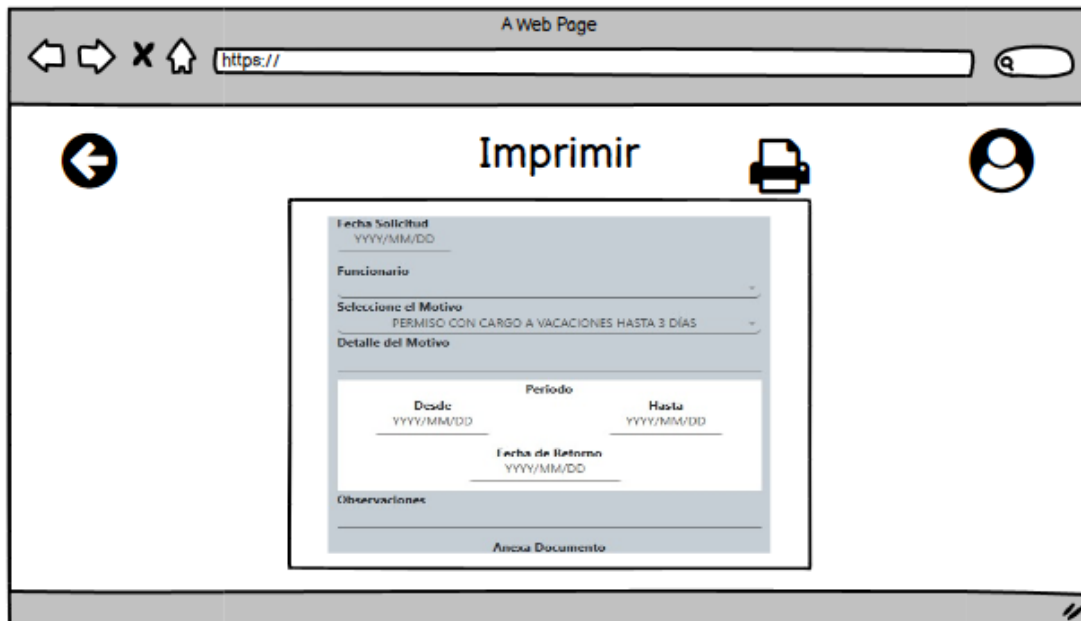 A Web Page
https://
Imprimir
Fecha Solicitud
YYYY/MM/DD
Funcionario
Seleccione el Motivo
PERMISO CON CARGO A VACACIONES HASTA 3 DÍAS
Detalle del Motivo
Período
Desde Hasta
YYYY/MM/DD YYYY/MM/DD
Fecha de Retorno
YYYY/MM/DD
Observaciones
Anexa Documento